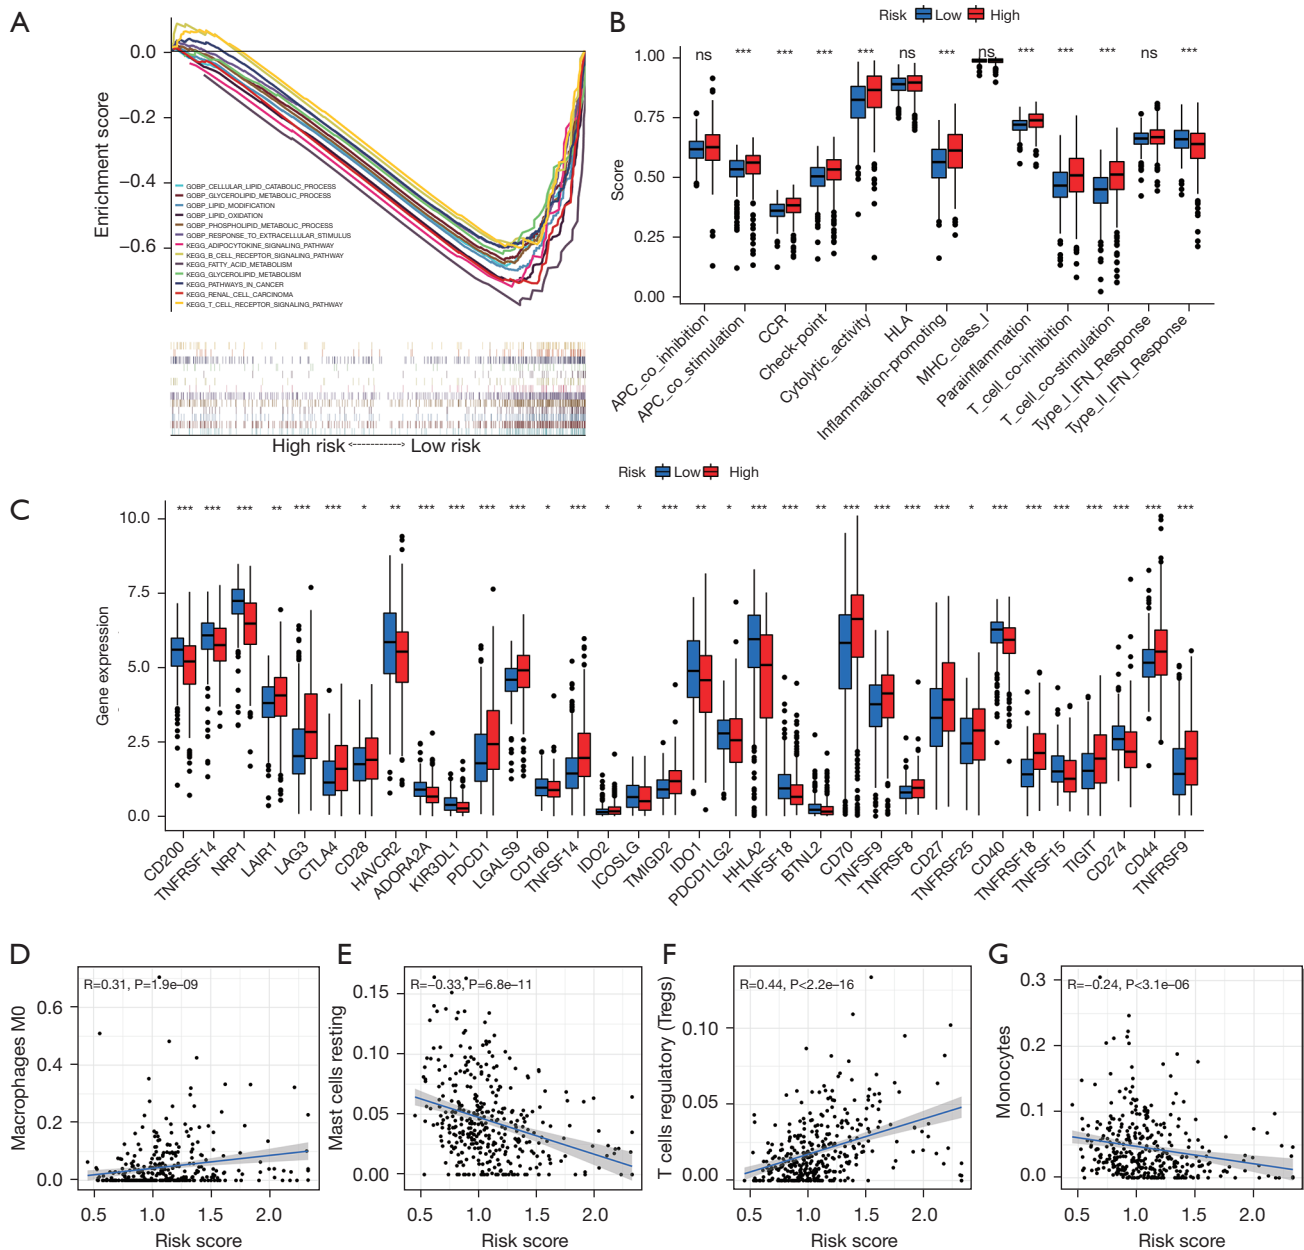 A
Enrichment score
0.0
−0.2
−0.4
−0.6
GOBP_CELLULAR_LIPID_CATABOLIC_PROCESS
GOBP_GLYCEROLIPID_METABOLIC_PROCESS
GOBP_LIPID_MODIFICATION
GOBP_LIPID_OXIDATION
GOBP_PHOSPHOLIPID_METABOLIC_PROCESS
GOBP_RESPONSE_TO_EXTRACELLULAR_STIMULUS
KEGG_ADIPOCYTOKINE_SIGNALING_PATHWAY
KEGG_B_CELL_RECEPTOR_SIGNALING_PATHWAY
KEGG_FATTY_ACID_METABOLISM
KEGG_GLYCEROLIPID_METABOLISM
KEGG_PATHWAYS_IN_CANCER
KEGG_RENAL_CELL_CARCINOMA
KEGG_T_CELL_RECEPTOR_SIGNALING_PATHWAY
High risk <-----------> Low risk
B
Risk Low High
Score
1.00
0.75
0.50
0.25
0.00
ns *** *** *** *** ns *** ns *** *** *** ns ***
APC_co_inhibition
APC_co_stimulation
CCR
Check-point
Cytolytic_activity
HLA
Inflammation-promoting
MHC_class_I
Parainflammation
T_cell_co-inhibition
T_cell_co-stimulation
Type_I_IFN_Response
Type_II_IFN_Response
C
Risk Low High
Gene expression
10.0
7.5
5.0
2.5
0.0
*** *** *** ** *** *** * ** *** *** *** *** * *** * * *** ** * *** *** ** *** *** *** *** * *** *** *** *** *** *** ***
CD200
TNFRSF14
NRP1
LAIR1
LAG3
CTLA4
CD28
HAVCR2
ADORA2A
KIR3DL1
PDCD1
LGALS9
CD160
TNFSF14
IDO2
ICOSLG
TMIGD2
IDO1
PDCD1LG2
HHLA2
TNFSF18
BTNL2
CD70
TNFSF9
TNFRSF8
CD27
TNFRSF25
CD40
TNFRSF18
TNFSF15
TIGIT
CD274
CD44
TNFRSF9
D
R=0.31, P=1.9e−09
Macrophages M0
0.6
0.4
0.2
0.0
0.5 1.0 1.5 2.0
Risk score
E
R=−0.33, P=6.8e−11
Mast cells resting
0.15
0.10
0.05
0.00
0.5 1.0 1.5 2.0
Risk score
F
R=0.44, P<2.2e−16
T cells regulatory (Tregs)
0.10
0.05
0.00
0.5 1.0 1.5 2.0
Risk score
G
R=−0.24, P<3.1e−06
Monocytes
0.3
0.2
0.1
0.0
0.5 1.0 1.5 2.0
Risk score